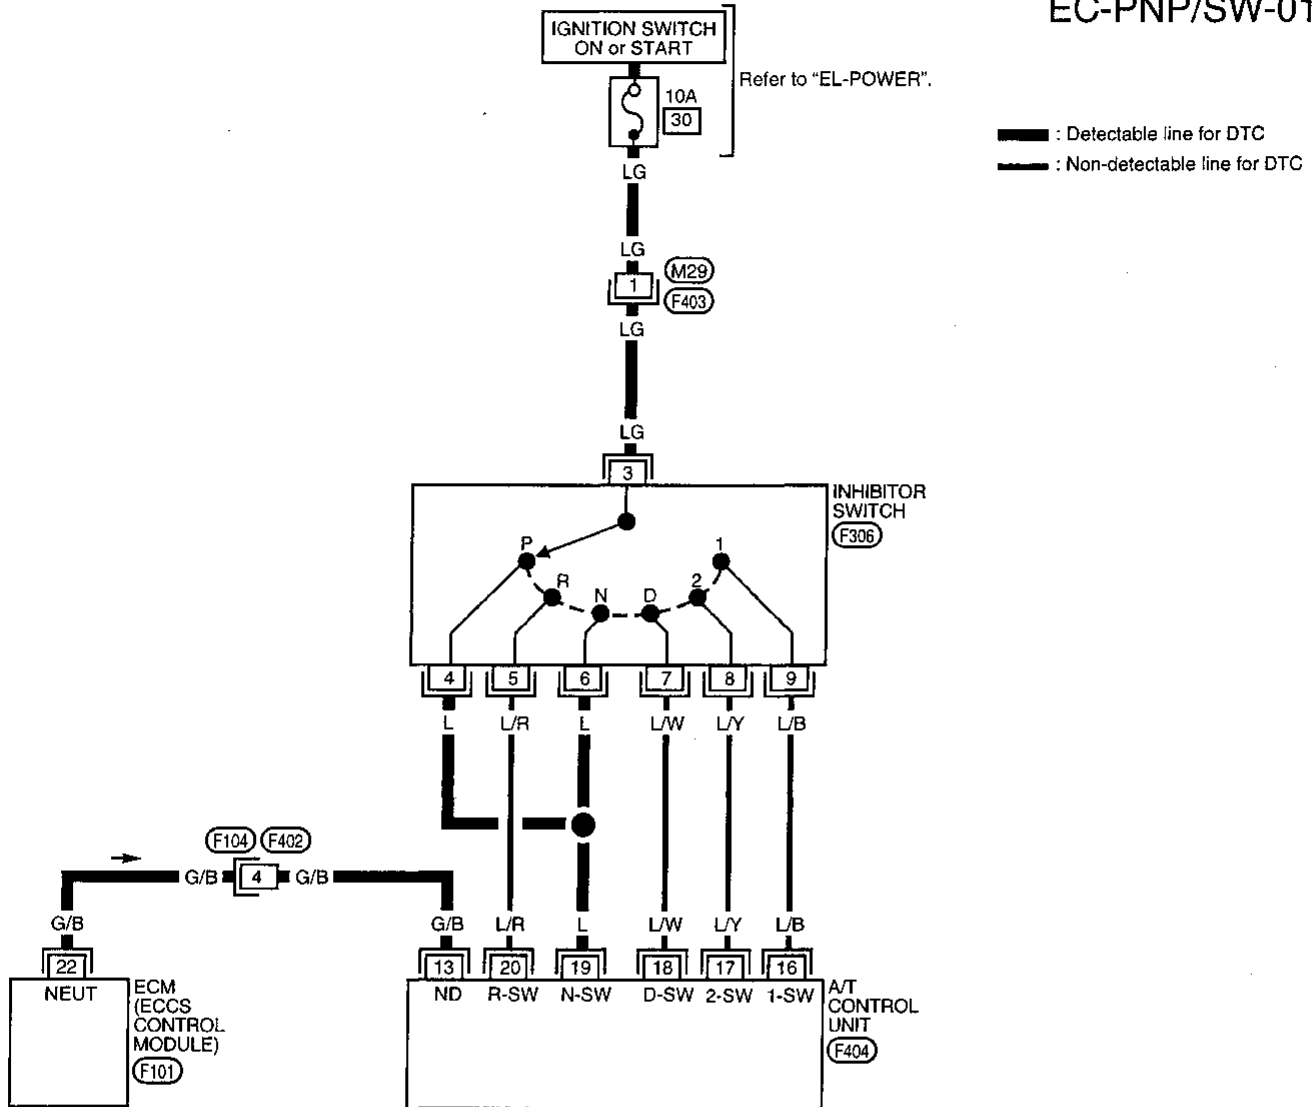 EC-PNP/SW-01
IGNITION SWITCH
ON or START
Refer to “EL-POWER”.
10A
30
: Detectable line for DTC
: Non-detectable line for DTC
LG
LG
1
M29
F403
LG
LG
3
INHIBITOR
SWITCH
F306
P
R
N
D
2
1
4
5
6
7
8
9
L
L/R
L
L/W
L/Y
L/B
F104
F402
G/B
4
G/B
G/B
G/B
L/R
L
L/W
L/Y
L/B
22
13
20
19
18
17
16
NEUT
ND
R-SW
N-SW
D-SW
2-SW
1-SW
ECM
(ECCS
CONTROL
MODULE)
F101
A/T
CONTROL
UNIT
F404